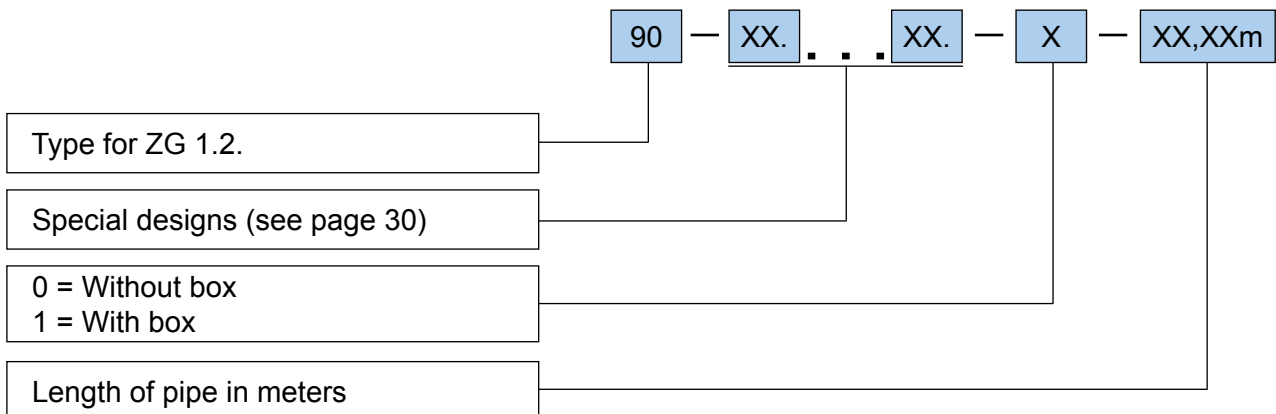 90 — XX. . . . XX. — X — XX,XXm
Type for ZG 1.2.
Special designs (see page 30)
0 = Without box
1 = With box
Length of pipe in meters